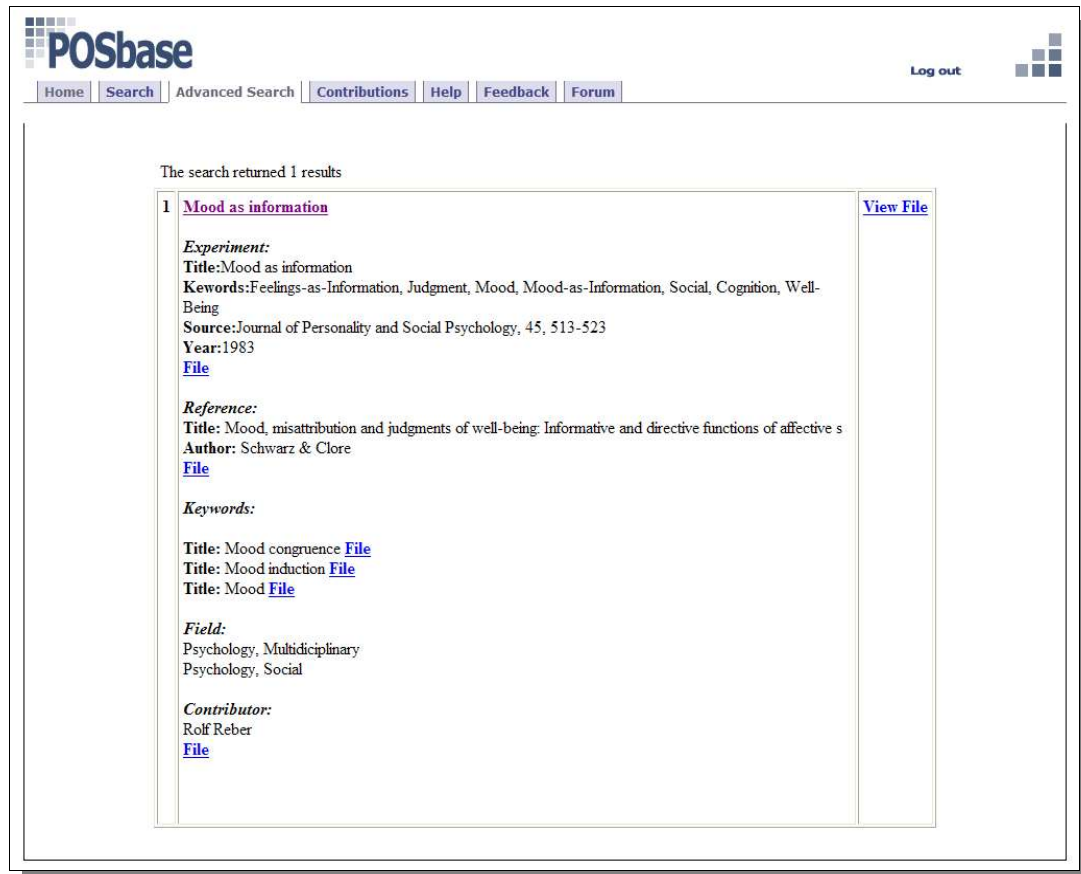 POSbase
Log out
Home Search Advanced Search Contributions Help Feedback Forum
The search returned 1 results
1 Mood as information View File
Experiment:
Title:Mood as information
Kewords:Feelings-as-Information, Judgment, Mood, Mood-as-Information, Social, Cognition, Well-
Being
Source:Journal of Personality and Social Psychology, 45, 513-523
Year:1983
File
Reference:
Title: Mood, misattribution and judgments of well-being: Informative and directive functions of affective s
Author: Schwarz & Clore
File
Keywords:
Title: Mood congruence File
Title: Mood induction File
Title: Mood File
Field:
Psychology, Multidiciplinary
Psychology, Social
Contributor:
Rolf Reber
File